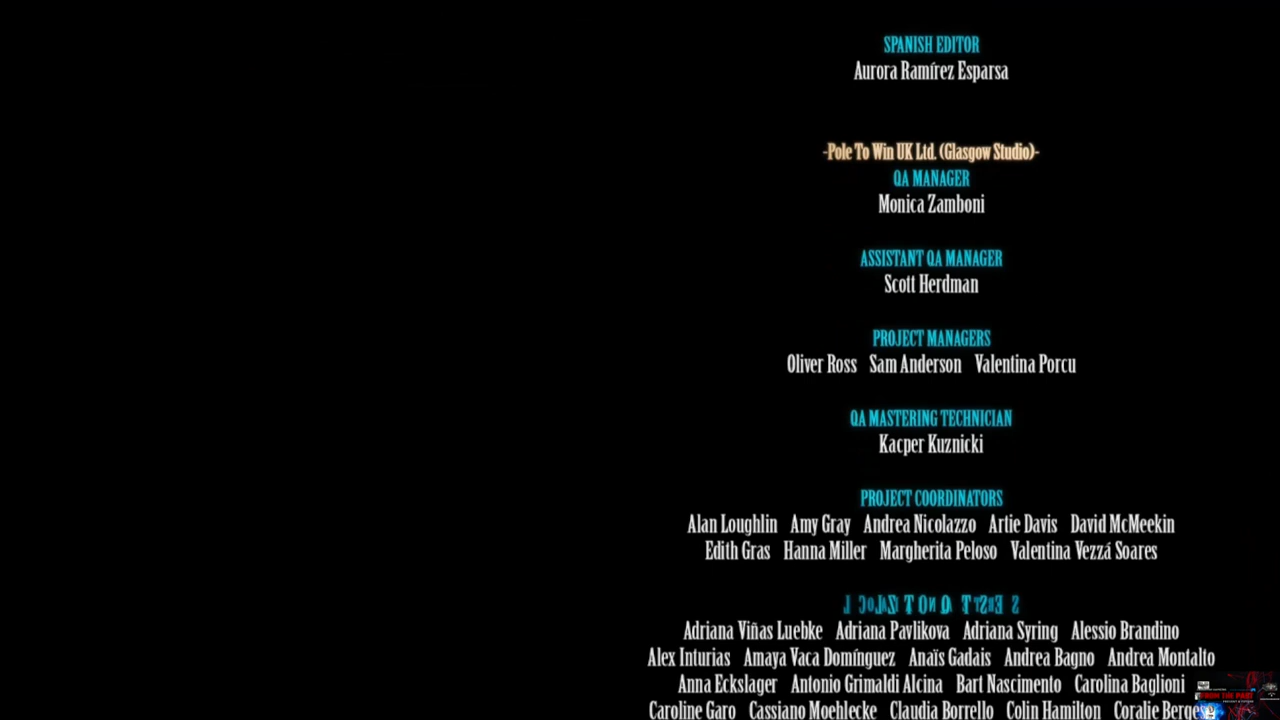 SPANISH EDITOR
Aurora Ramírez Esparsa
-Pole To Win UK Ltd. (Glasgow Studio)-
QA MANAGER
Monica Zamboni
ASSISTANT QA MANAGER
Scott Herdman
PROJECT MANAGERS
Oliver Ross Sam Anderson Valentina Porcu
QA MASTERING TECHNICIAN
Kacper Kuznicki
PROJECT COORDINATORS
Alan Loughlin Amy Gray Andrea Nicolazzo Artie Davis David McMeekin
Edith Gras Hanna Miller Margherita Peloso Valentina Vezzá Soares
Adriana Viñas Luebke Adriana Pavlikova Adriana Syring Alessio Brandino
Alex Inturias Amaya Vaca Domínguez Anaïs Gadais Andrea Bagno Andrea Montalto
Anna Eckslager Antonio Grimaldi Alcina Bart Nascimento Carolina Baglioni
Caroline Garo Cassiano Moehlecke Claudia Borrello Colin Hamilton Coralie
FROM THE PAST